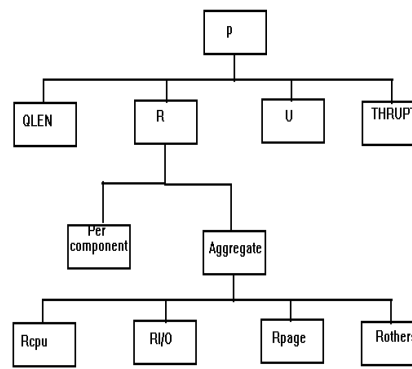 P
QLEN
R
U
THRUPT
Per
component
Aggregate
Rcpu
RI/O
Rpage
Rothers